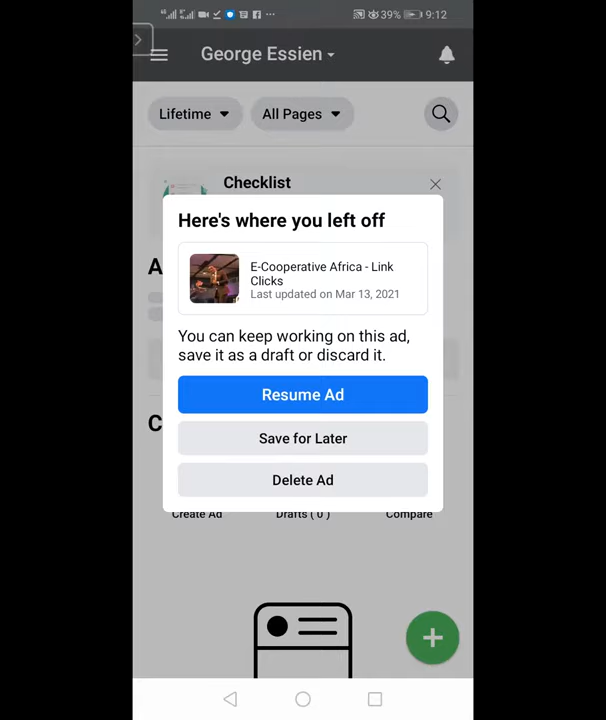 39% 9:12
George Essien
Lifetime All Pages
Checklist
Here's where you left off
E-Cooperative Africa - Link
Clicks
Last updated on Mar 13, 2021
You can keep working on this ad,
save it as a draft or discard it.
Resume Ad
Save for Later
Delete Ad
Create Ad Drafts ( 0 ) Compare